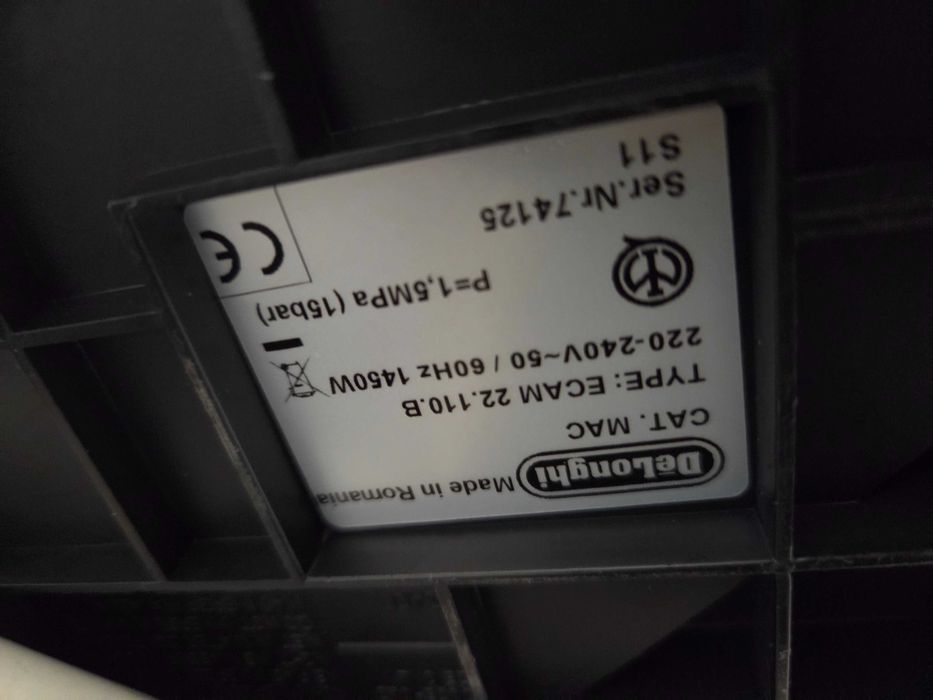 DeLonghi Made in Romania
CAT. MAC
TYPE: ECAM 22.110.B
220-240V~50 / 60Hz 1450W
P=1,5MPa (15bar)
CE
Ser.Nr.74125
S11